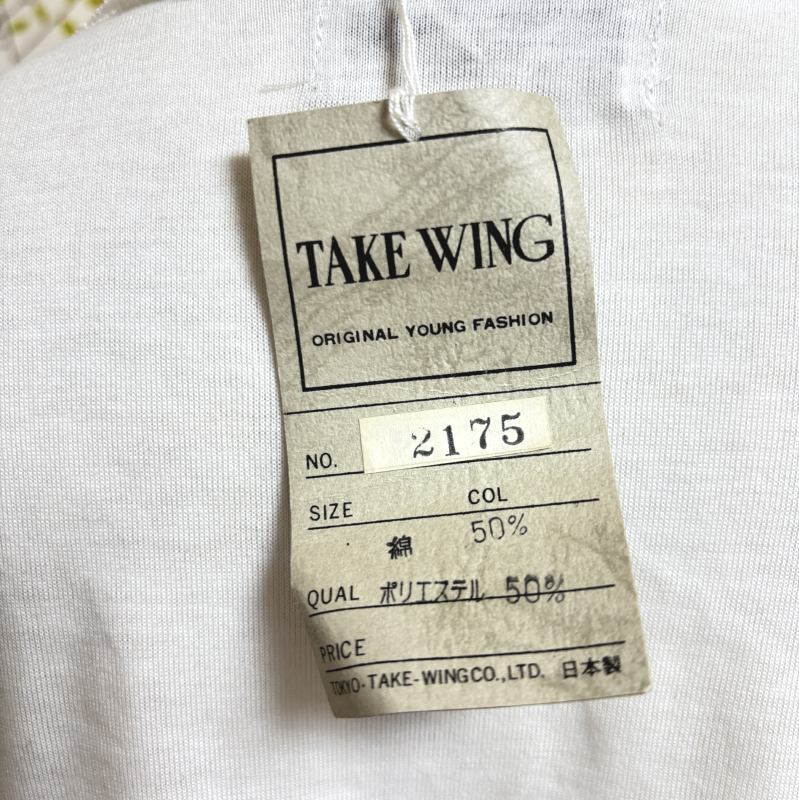 TAKE WING
ORIGINAL YOUNG FASHION
NO. 2175
SIZE COL
綿 50%
QUAL ポリエステル 50%
PRICE
TOKYO-TAKE-WING CO.,LTD. 日本製